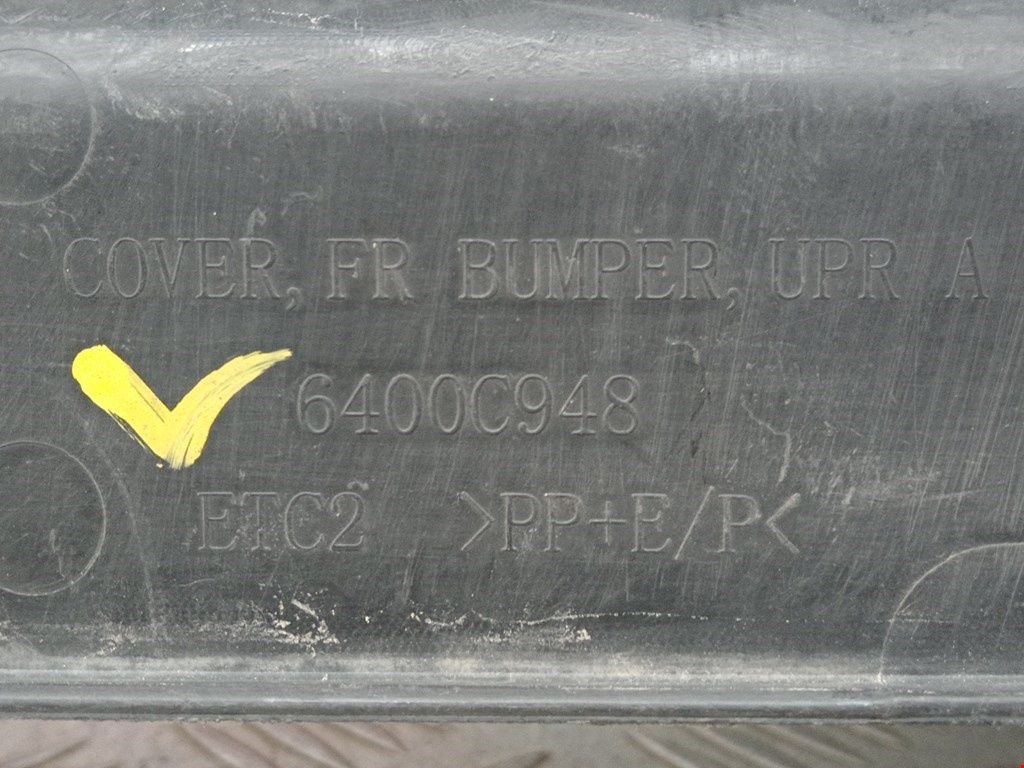 COVER, FR BUMPER, UPR A
6400C948
ETC2 >PP+E/P<